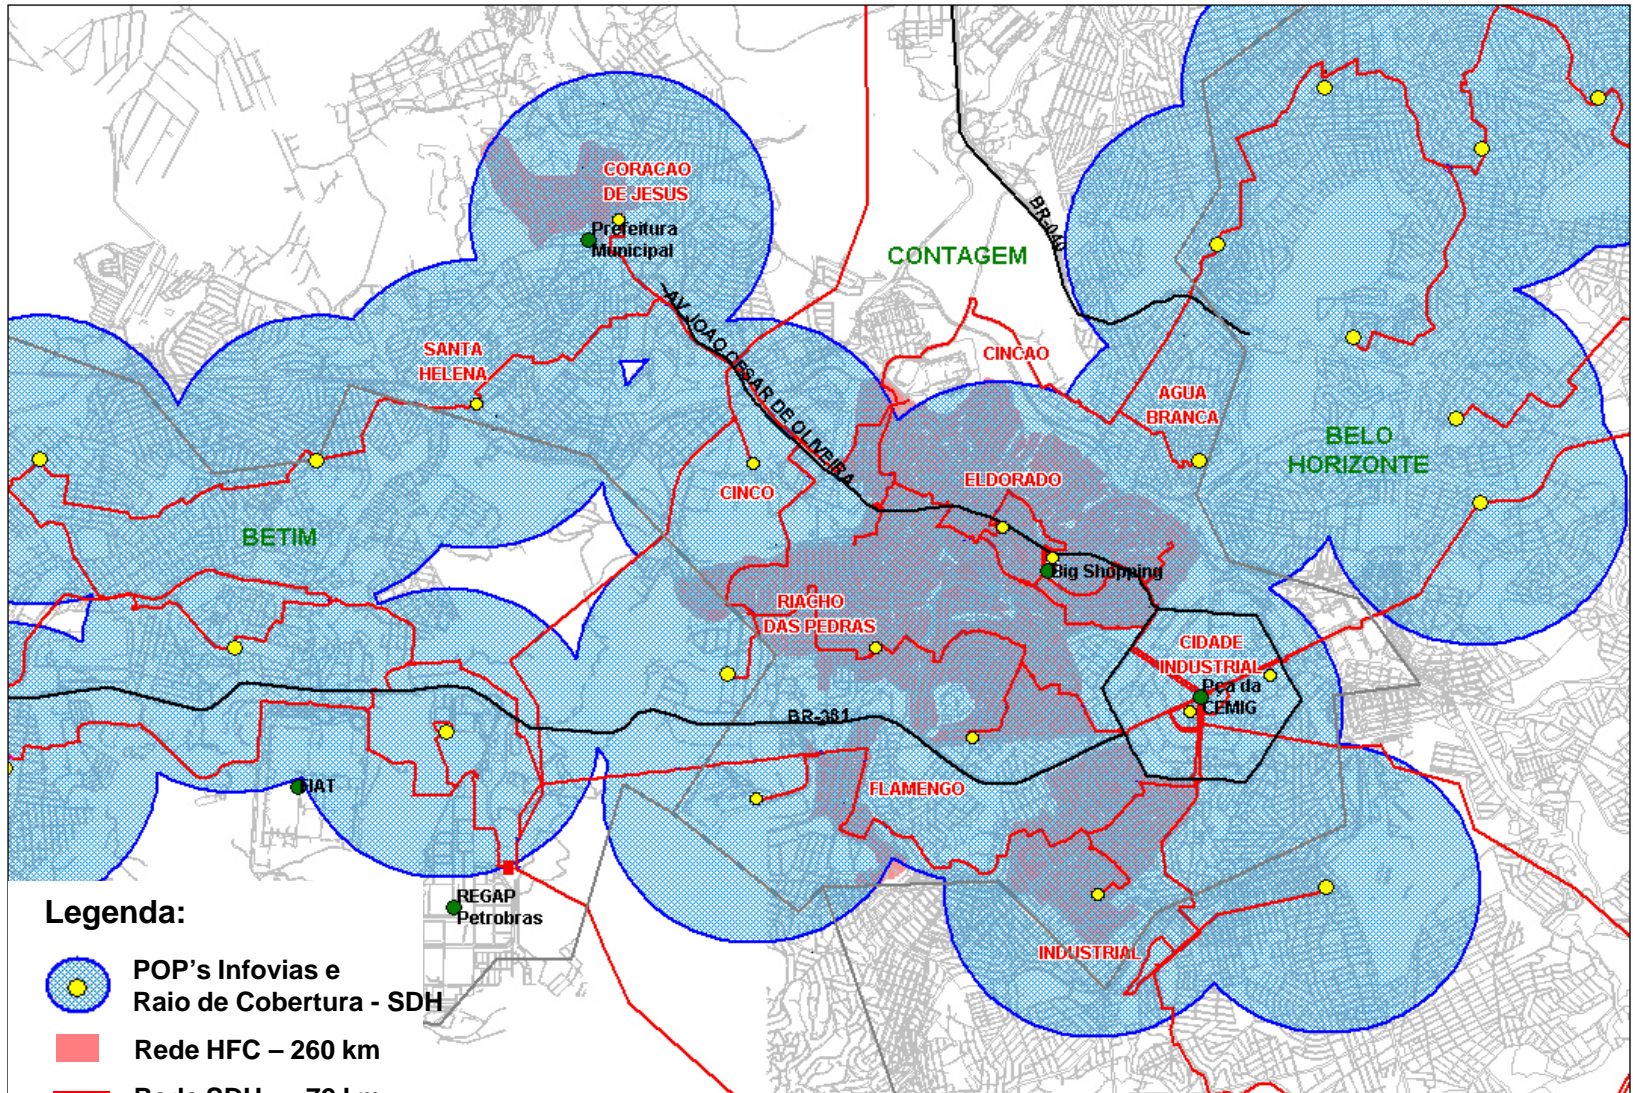 CORACAO
DE JESUS
Prefeitura
Municipal
CONTAGEM
BR-040
AV. JOAO CESAR DE OLIVEIRA
SANTA
HELENA
CINCAO
AGUA
BRANCA
BELO
HORIZONTE
ELDORADO
CINCO
BETIM
Big Shopping
RIACHO
DAS PEDRAS
CIDADE
INDUSTRIAL
Pça da
CEMIG
BR-381
FLAMENGO
FIAT
REGAP
Petrobras
INDUSTRIAL
Legenda:
POP's Infovias e
Raio de Cobertura - SDH
Rede HFC – 260 km